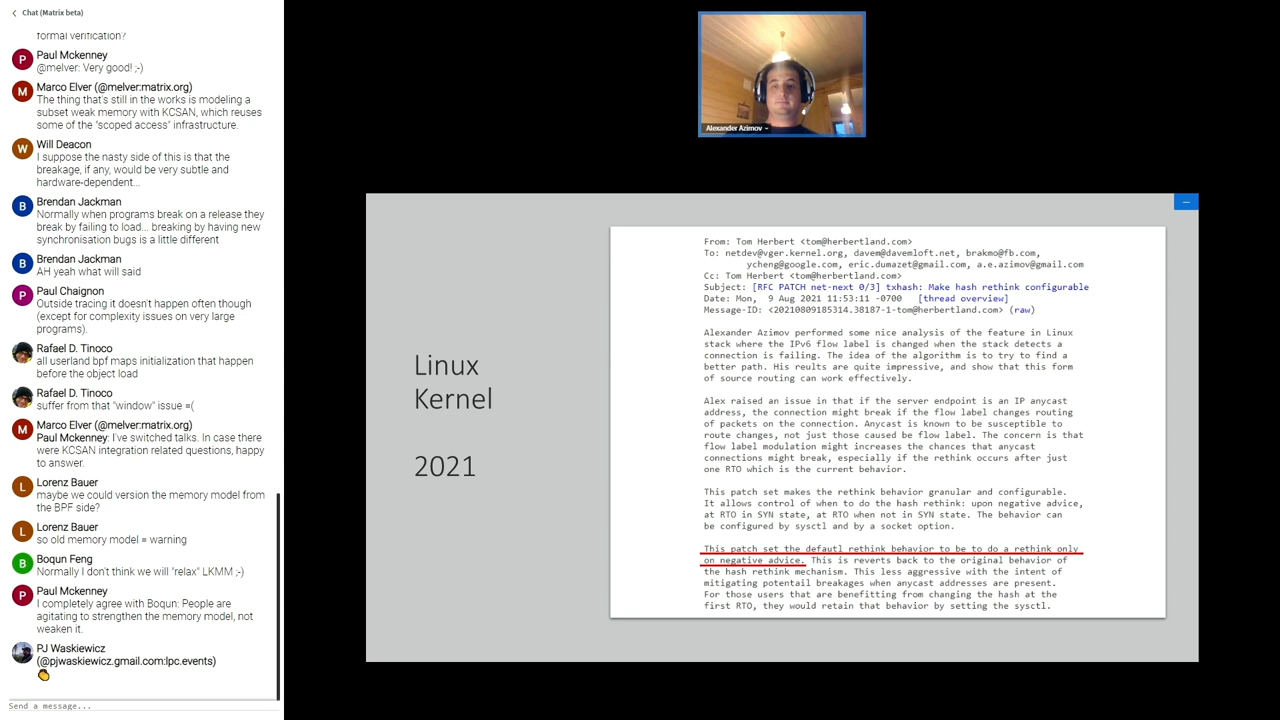 Chat (Matrix beta)
formal verification?
P
Paul Mckenney
@melver: Very good! ;-)
M
Marco Elver (@melver:matrix.org)
The thing that's still in the works is modeling a
subset weak memory with KCSAN, which reuses
some of the "scoped access" infrastructure.
W
Will Deacon
I suppose the nasty side of this is that the
breakage, if any, would be very subtle and
hardware-dependent...
B
Brendan Jackman
Normally when programs break on a release they
break by failing to load... breaking by having new
synchronisation bugs is a little different
B
Brendan Jackman
AH yeah what will said
P
Paul Chaignon
Outside tracing it doesn't happen often though
(except for complexity issues on very large
programs).
Rafael D. Tinoco
all userland bpf maps initialization that happen
before the object load
Rafael D. Tinoco
suffer from that "window" issue =(
M
Marco Elver (@melver:matrix.org)
Paul Mckenney: I've switched talks. In case there
were KCSAN integration related questions, happy
to answer.
L
Lorenz Bauer
maybe we could version the memory model from
the BPF side?
L
Lorenz Bauer
so old memory model = warning
B
Boqun Feng
Normally I don't think we will "relax" LKMM ;-)
P
Paul Mckenney
I completely agree with Boqun: People are
agitating to strengthen the memory model, not
weaken it.
PJ Waskiewicz
(@pjwaskiewicz.gmail.com:lpc.events)
Send a message...
Alexander Azimov
Linux
Kernel
2021
From: Tom Herbert <tom@herbertland.com>
To: netdev@vger.kernel.org, davem@davemloft.net, brakmo@fb.com,
ycheng@google.com, eric.dumazet@gmail.com, a.e.azimov@gmail.com
Cc: Tom Herbert <tom@herbertland.com>
Subject: [RFC PATCH net-next 0/3] txhash: Make hash rethink configurable
Date: Mon, 9 Aug 2021 11:53:11 -0700 [thread overview]
Message-ID: <20210809185314.38187-1-tom@herbertland.com> (raw)
Alexander Azimov performed some nice analysis of the feature in Linux
stack where the IPv6 flow label is changed when the stack detects a
connection is failing. The idea of the algorithm is to try to find a
better path. His reults are quite impressive, and show that this form
of source routing can work effectively.
Alex raised an issue in that if the server endpoint is an IP anycast
address, the connection might break if the flow label changes routing
of packets on the connection. Anycast is known to be susceptible to
route changes, not just those caused be flow label. The concern is that
flow label modulation might increases the chances that anycast
connections might break, especially if the rethink occurs after just
one RTO which is the current behavior.
This patch set makes the rethink behavior granular and configurable.
It allows control of when to do the hash rethink: upon negative advice,
at RTO in SYN state, at RTO when not in SYN state. The behavior can
be configured by sysctl and by a socket option.
This patch set the defautl rethink behavior to be to do a rethink only
on negative advice. This is reverts back to the original behavior of
the hash rethink mechanism. This less aggressive with the intent of
mitigating potentail breakages when anycast addresses are present.
For those users that are benefitting from changing the hash at the
first RTO, they would retain that behavior by setting the sysctl.